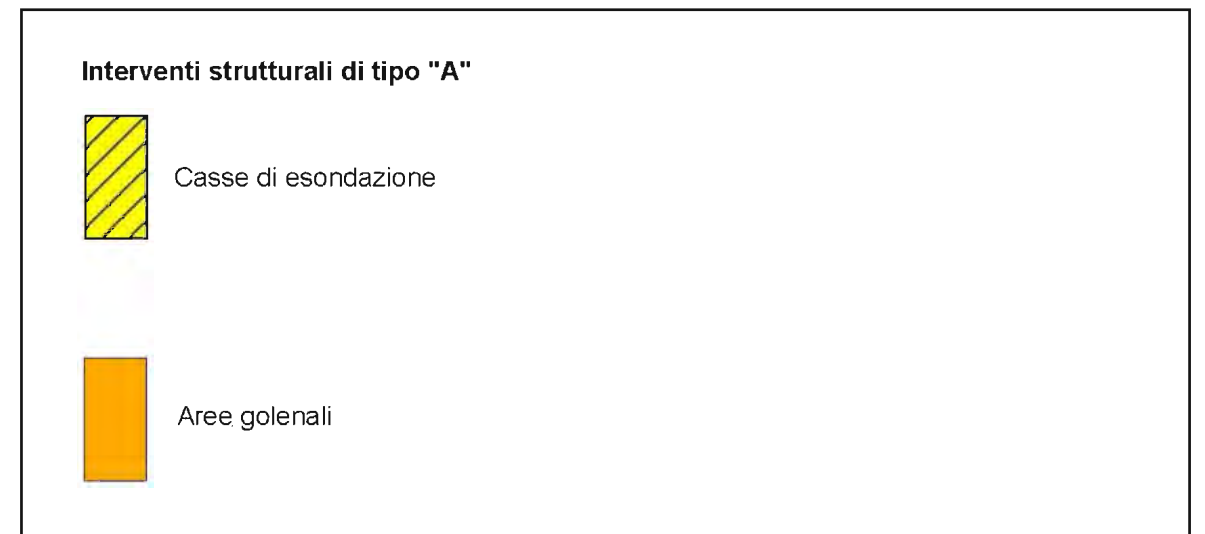 Interventi strutturali di tipo "A"
Casse di esondazione
Aree golenali